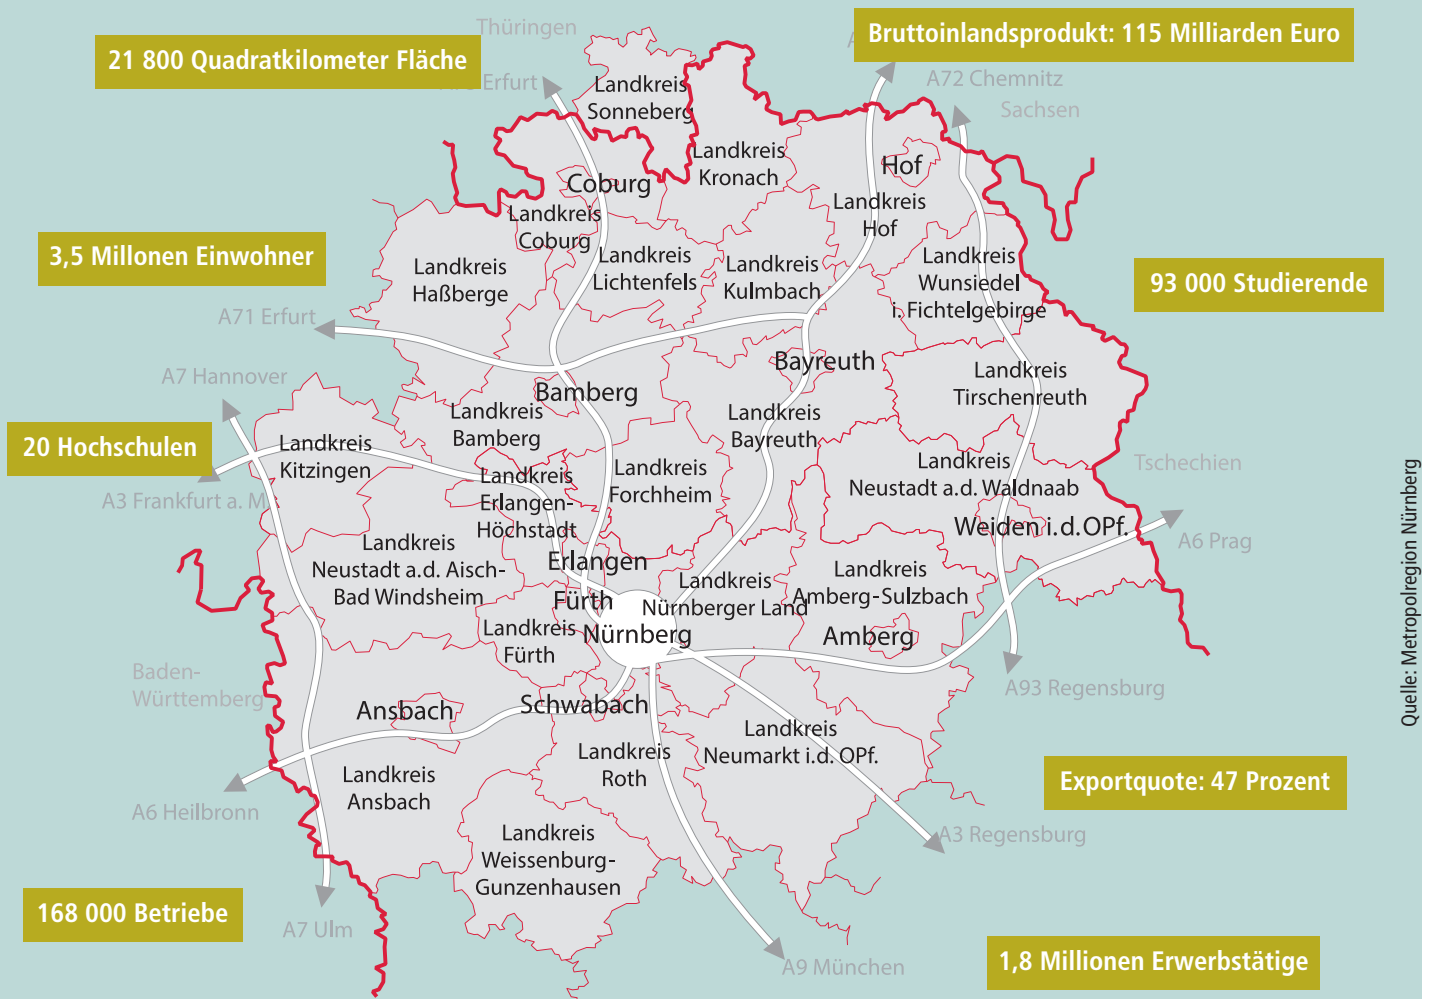 Thüringen
21 800 Quadratkilometer Fläche
Bruttoinlandsprodukt: 115 Milliarden Euro
Erfurt
A72 Chemnitz
Sachsen
Landkreis
Sonneberg
Landkreis
Kronach
Hof
Coburg
Landkreis
Hof
Landkreis
Coburg
3,5 Millonen Einwohner
Landkreis
Haßberge
Landkreis
Lichtenfels
Landkreis
Kulmbach
Landkreis
Wunsiedel
i. Fichtelgebirge
93 000 Studierende
A71 Erfurt
A7 Hannover
Bayreuth
Landkreis
Tirschenreuth
Bamberg
Landkreis
Bamberg
Landkreis
Bayreuth
20 Hochschulen
Landkreis
Kitzingen
A3 Frankfurt a. M.
Landkreis
Erlangen-
Höchstadt
Landkreis
Forchheim
Landkreis
Neustadt a.d. Waldnaab
Tschechien
Weiden i.d.OPf.
A6 Prag
Landkreis
Neustadt a.d. Aisch-
Bad Windsheim
Erlangen
Fürth
Nürnberg
Landkreis
Nürnberger Land
Landkreis
Amberg-Sulzbach
Amberg
Landkreis
Fürth
Baden-
Württemberg
A93 Regensburg
Ansbach
Schwabach
Landkreis
Neumarkt i.d. OPf.
Landkreis
Roth
Landkreis
Ansbach
A6 Heilbronn
Exportquote: 47 Prozent
A3 Regensburg
Landkreis
Weissenburg-
Gunzenhausen
168 000 Betriebe
A7 Ulm
A9 München
1,8 Millionen Erwerbstätige
Quelle: Metropolregion Nürnberg